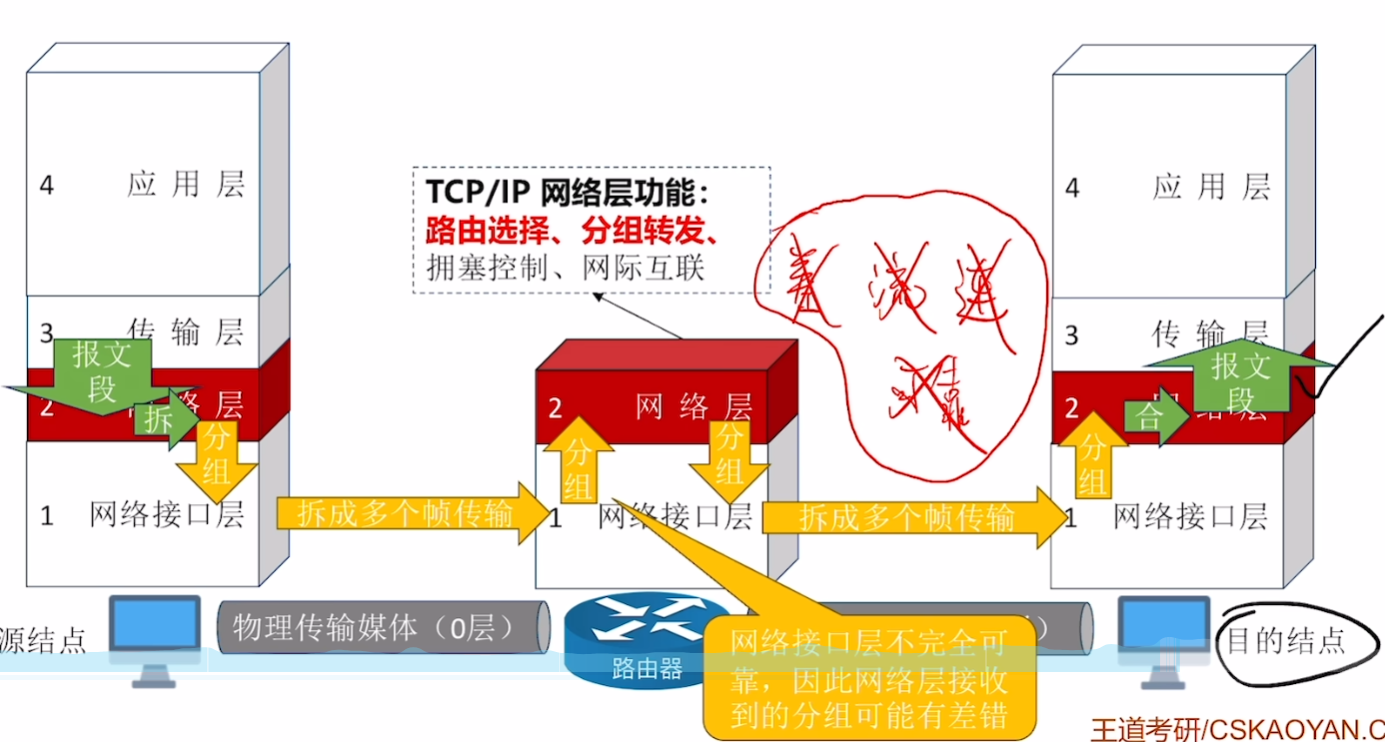 4 应用层
3 传输层
报文段
2 网络层
拆
分组
1 网络接口层
源结点
TCP/IP 网络层功能：
路由选择、分组转发、
拥塞控制、网际互联
差 流 连
可靠
拆成多个帧传输
2 网络层
分组
分组
1 网络接口层
拆成多个帧传输
物理传输媒体（0层）
路由器
）
网络接口层不完全可
靠，因此网络层接收
到的分组可能有差错
4 应用层
3 传输层
报文段
2 网络层
合
分组
1 网络接口层
目的结点
王道考研/CSKAOYAN.C